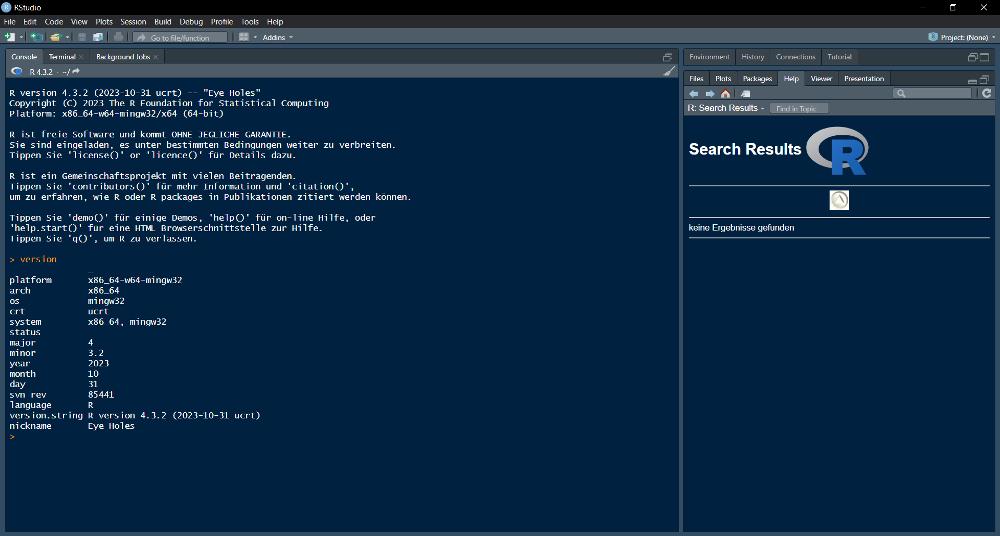 RStudio
File Edit Code View Plots Session Build Debug Profile Tools Help
Go to file/function Addins Project: (None)
Console Terminal Background Jobs
R 4.3.2 · ~/
R version 4.3.2 (2023-10-31 ucrt) -- "Eye Holes"
Copyright (C) 2023 The R Foundation for Statistical Computing
Platform: x86_64-w64-mingw32/x64 (64-bit)
R ist freie Software und kommt OHNE JEGLICHE GARANTIE.
Sie sind eingeladen, es unter bestimmten Bedingungen weiter zu verbreiten.
Tippen Sie 'license()' or 'licence()' für Details dazu.
R ist ein Gemeinschaftsprojekt mit vielen Beitragenden.
Tippen Sie 'contributors()' für mehr Information und 'citation()',
um zu erfahren, wie R oder R packages in Publikationen zitiert werden können.
Tippen Sie 'demo()' für einige Demos, 'help()' für on-line Hilfe, oder
'help.start()' für eine HTML Browserschnittstelle zur Hilfe.
Tippen Sie 'q()', um R zu verlassen.
> version
_
platform x86_64-w64-mingw32
arch x86_64
os mingw32
crt ucrt
system x86_64, mingw32
status
major 4
minor 3.2
year 2023
month 10
day 31
svn rev 85441
language R
version.string R version 4.3.2 (2023-10-31 ucrt)
nickname Eye Holes
>
Environment History Connections Tutorial
Files Plots Packages Help Viewer Presentation
R: Search Results Find in Topic
Search Results R
keine Ergebnisse gefunden